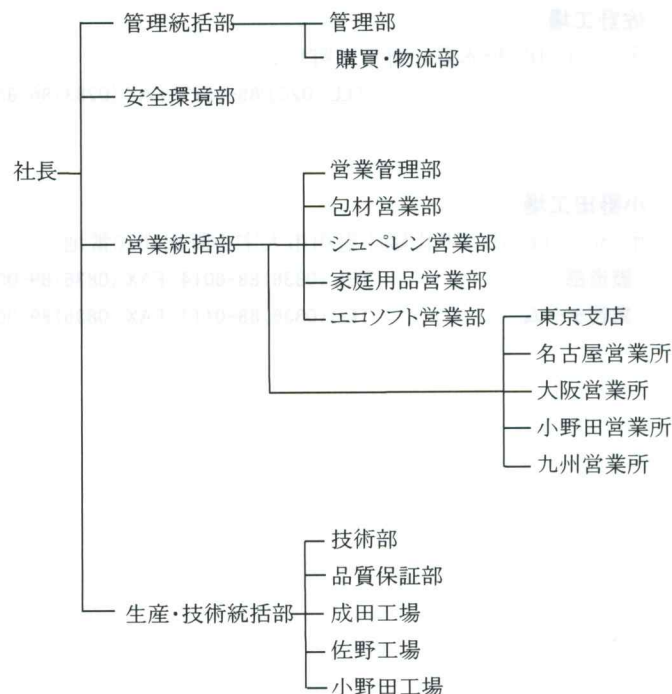 管理統括部 管理部
購買・物流部
安全環境部
社長
営業管理部
包材営業部
営業統括部 シュペレン営業部
家庭用品営業部
エコソフト営業部 東京支店
名古屋営業所
大阪営業所
小野田営業所
九州営業所
技術部
品質保証部
生産・技術統括部 成田工場
佐野工場
小野田工場